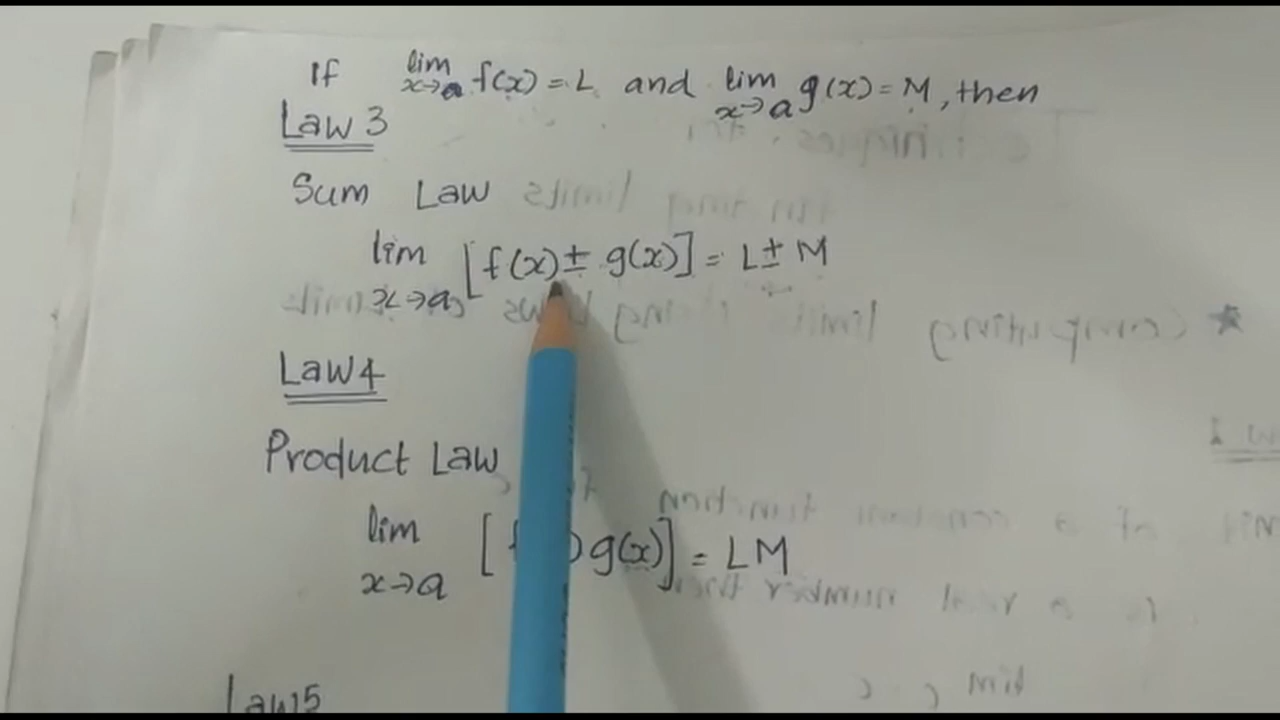 If lim x→a f(x) = L and lim x→a g(x) = M, then
Law 3
Sum Law
lim x→a [f(x) ± g(x)] = L ± M
Law 4
Product Law
lim x→a [f g(x)] = LM
Law 5